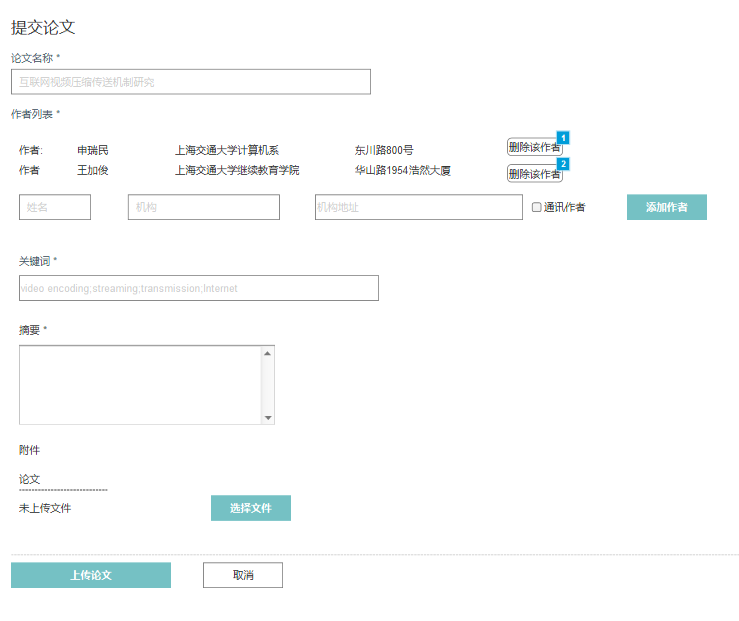 提交论文
论文名称 *
互联网视频压缩传送机制研究
作者列表 *
作者: 申瑞民 上海交通大学计算机系 东川路800号 删除该作者 1
作者 王加俊 上海交通大学继续教育学院 华山路1954浩然大厦 删除该作者 2
姓名 机构 机构地址 通讯作者 添加作者
关键词 *
video encoding;streaming;transmission;Internet
摘要 *
附件
论文
未上传文件 选择文件
上传论文 取消